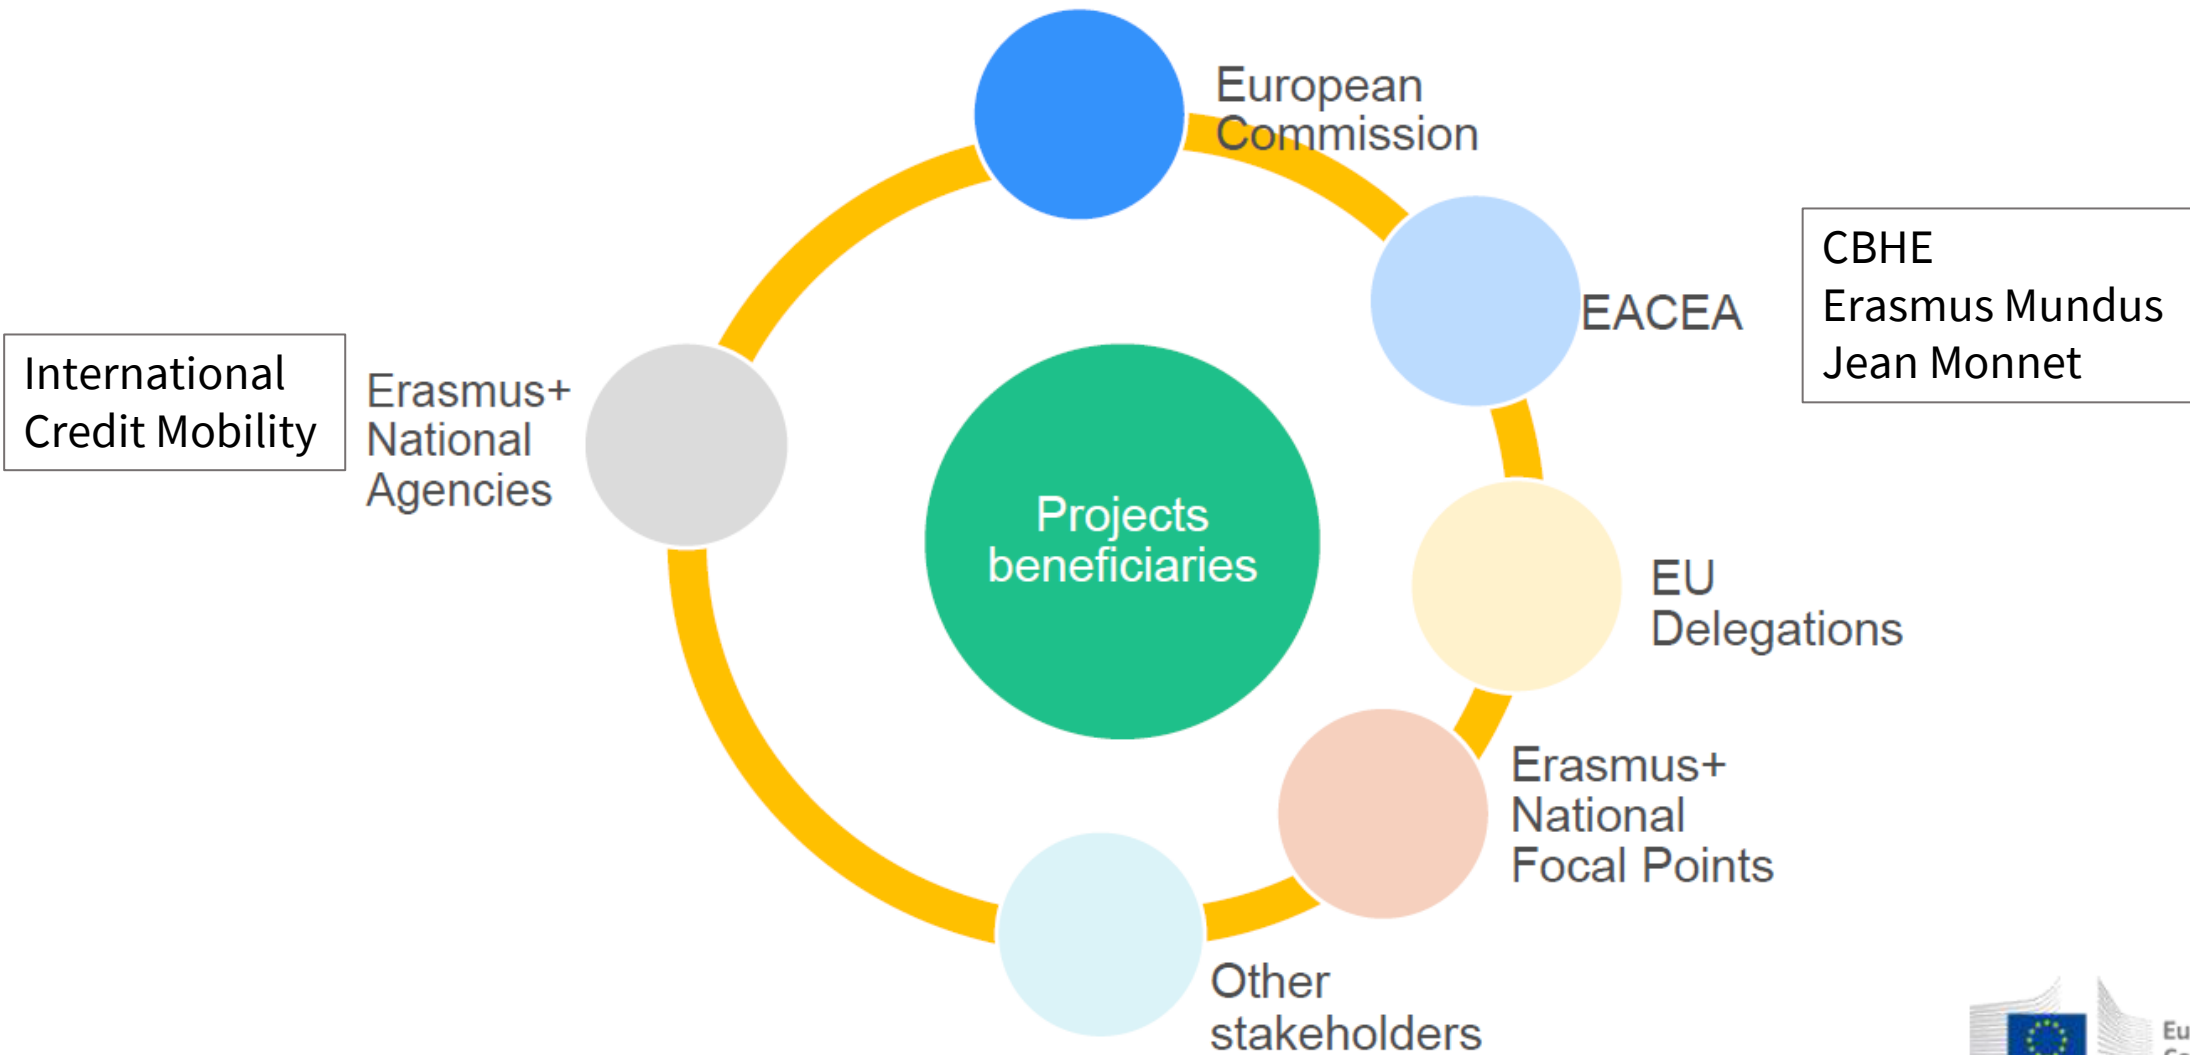 European
Commission
EACEA
CBHE
Erasmus Mundus
Jean Monnet
International
Credit Mobility
Erasmus+
National
Agencies
Projects
beneficiaries
EU
Delegations
Erasmus+
National
Focal Points
Other
stakeholders